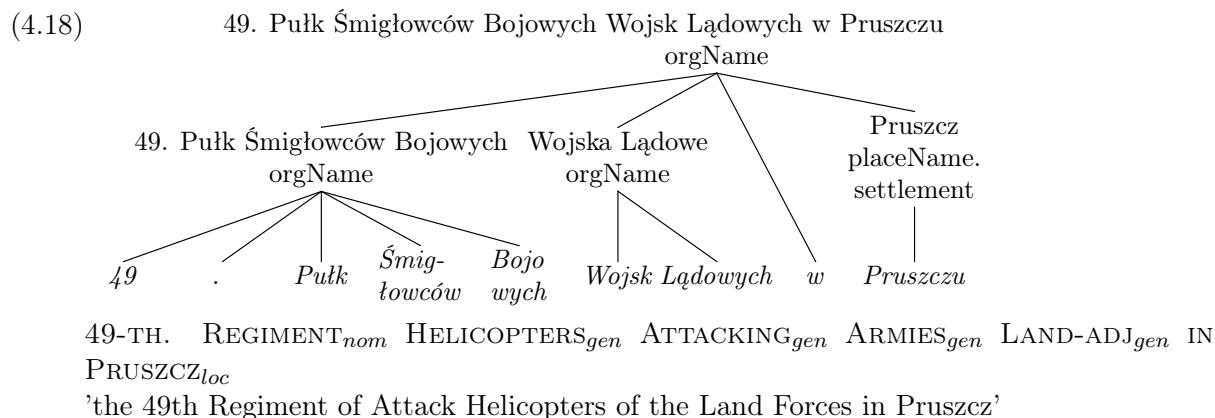 (4.18) 49. Pułk Śmigłowców Bojowych Wojsk Lądowych w Pruszczu
orgName
49. Pułk Śmigłowców Bojowych
orgName
Wojska Lądowe
orgName
Pruszcz
placeName.
settlement
49 . Pułk Śmig-
łowców Bojo
wych Wojsk Lądowych w Pruszczu
49-TH. REGIMENTnom HELICOPTERSgen ATTACKINGgen ARMIESgen LAND-ADJgen IN
PRUSZCZloc
'the 49th Regiment of Attack Helicopters of the Land Forces in Pruszcz'